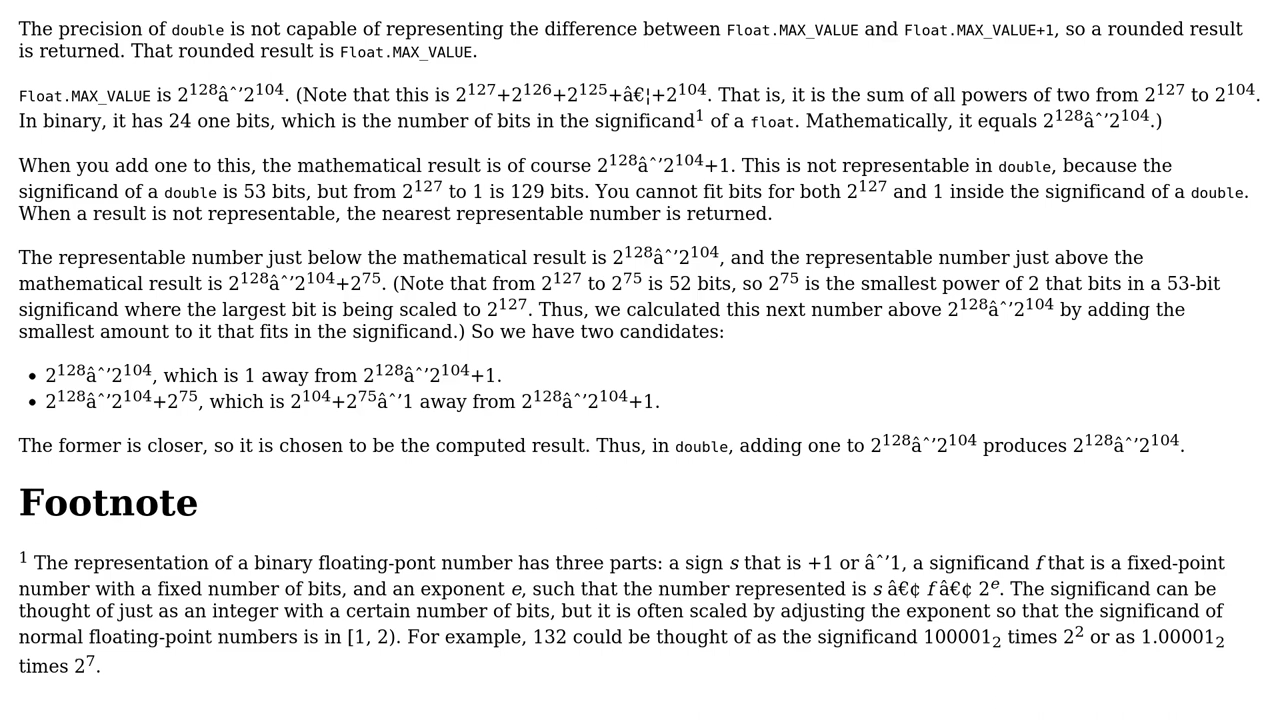 The precision of double is not capable of representing the difference between Float.MAX_VALUE and Float.MAX_VALUE+1, so a rounded result
is returned. That rounded result is Float.MAX_VALUE.
Float.MAX_VALUE is 2¹²⁸âˆ’2¹⁰⁴. (Note that this is 2¹²⁷+2¹²⁶+2¹²⁵+â€¦+2¹⁰⁴. That is, it is the sum of all powers of two from 2¹²⁷ to 2¹⁰⁴.
In binary, it has 24 one bits, which is the number of bits in the significand¹ of a float. Mathematically, it equals 2¹²⁸âˆ’2¹⁰⁴.)
When you add one to this, the mathematical result is of course 2¹²⁸âˆ’2¹⁰⁴+1. This is not representable in double, because the
significand of a double is 53 bits, but from 2¹²⁷ to 1 is 129 bits. You cannot fit bits for both 2¹²⁷ and 1 inside the significand of a double.
When a result is not representable, the nearest representable number is returned.
The representable number just below the mathematical result is 2¹²⁸âˆ’2¹⁰⁴, and the representable number just above the
mathematical result is 2¹²⁸âˆ’2¹⁰⁴+2⁷⁵. (Note that from 2¹²⁷ to 2⁷⁵ is 52 bits, so 2⁷⁵ is the smallest power of 2 that bits in a 53-bit
significand where the largest bit is being scaled to 2¹²⁷. Thus, we calculated this next number above 2¹²⁸âˆ’2¹⁰⁴ by adding the
smallest amount to it that fits in the significand.) So we have two candidates:
• 2¹²⁸âˆ’2¹⁰⁴, which is 1 away from 2¹²⁸âˆ’2¹⁰⁴+1.
• 2¹²⁸âˆ’2¹⁰⁴+2⁷⁵, which is 2¹⁰⁴+2⁷⁵âˆ’1 away from 2¹²⁸âˆ’2¹⁰⁴+1.
The former is closer, so it is chosen to be the computed result. Thus, in double, adding one to 2¹²⁸âˆ’2¹⁰⁴ produces 2¹²⁸âˆ’2¹⁰⁴.
Footnote
¹ The representation of a binary floating-pont number has three parts: a sign s that is +1 or âˆ’1, a significand f that is a fixed-point
number with a fixed number of bits, and an exponent e, such that the number represented is s â€¢ f â€¢ 2ᵉ. The significand can be
thought of just as an integer with a certain number of bits, but it is often scaled by adjusting the exponent so that the significand of
normal floating-point numbers is in [1, 2). For example, 132 could be thought of as the significand 100001₂ times 2² or as 1.00001₂
times 2⁷.